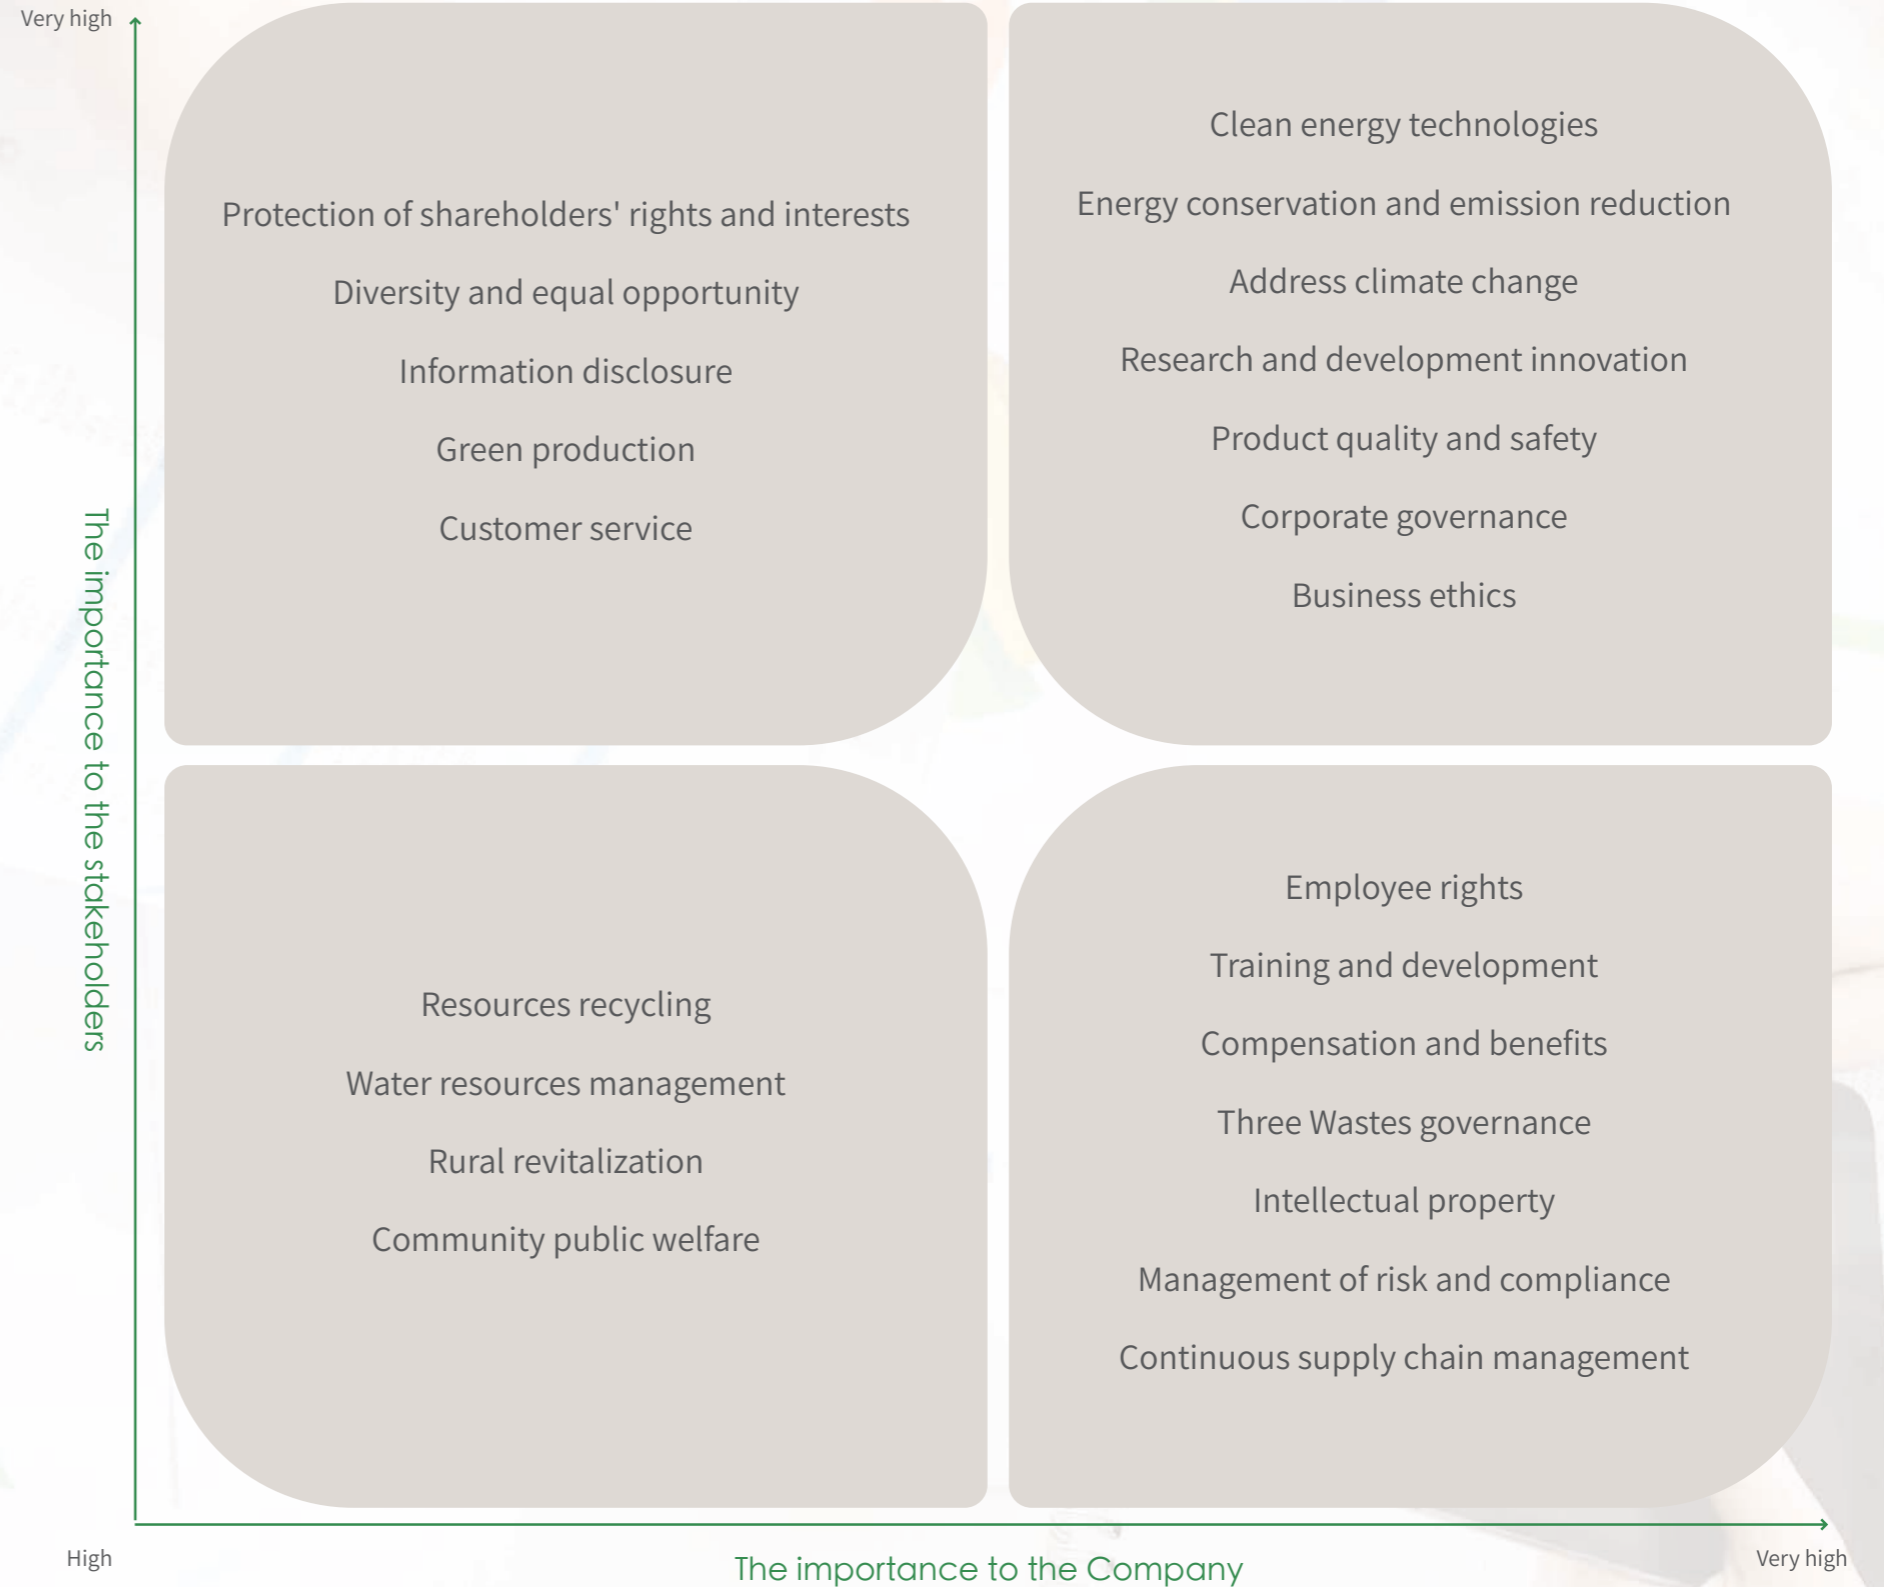 Very high
Protection of shareholders' rights and interests
Diversity and equal opportunity
Information disclosure
Green production
Customer service
Clean energy technologies
Energy conservation and emission reduction
Address climate change
Research and development innovation
Product quality and safety
Corporate governance
Business ethics
The importance to the stakeholders
Resources recycling
Water resources management
Rural revitalization
Community public welfare
Employee rights
Training and development
Compensation and benefits
Three Wastes governance
Intellectual property
Management of risk and compliance
Continuous supply chain management
High
The importance to the Company
Very high